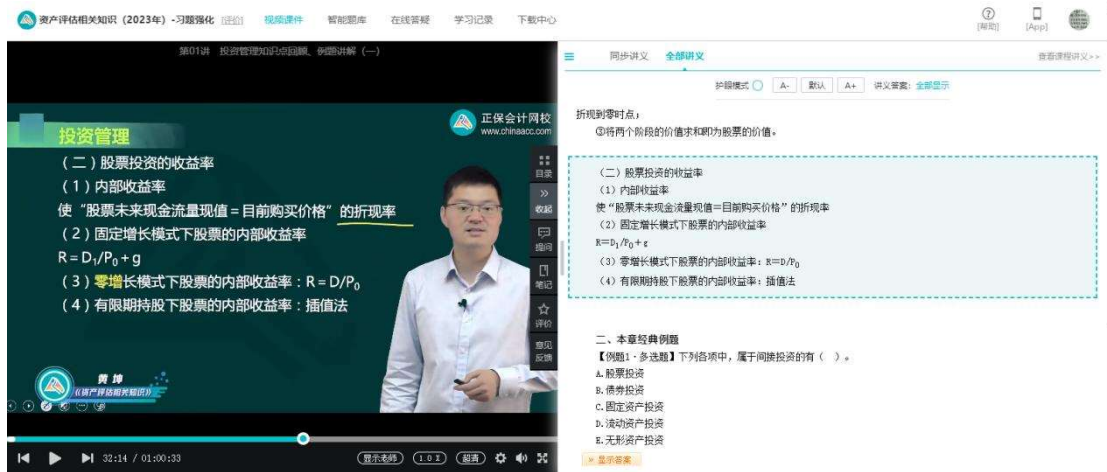 资产评估相关知识（2023年）-习题强化 [评价] 视频课件 智能题库 在线答疑 学习记录 下载中心
[帮助] [App]
第01讲 投资管理知识点回顾、例题讲解（一）
正保会计网校
www.chinaacc.com
投资管理
（二）股票投资的收益率
（1）内部收益率
使“股票未来现金流量现值＝目前购买价格”的折现率
（2）固定增长模式下股票的内部收益率
R＝D₁/P₀＋g
（3）零增长模式下股票的内部收益率：R＝D/P₀
（4）有限期持股下股票的内部收益率：插值法
黄坤
《资产评估相关知识》
目录
收起
提问
笔记
评价
意见
反馈
32:14 / 01:00:33 显示老师 1.0 X 超清
同步讲义 全部讲义 查看课程讲义>>
护眼模式 A- 默认 A+ 讲义答案：全部显示
折现到零时点；
③将两个阶段的价值求和即为股票的价值。
（二）股票投资的收益率
（1）内部收益率
使“股票未来现金流量现值＝目前购买价格”的折现率
（2）固定增长模式下股票的内部收益率
R＝D₁/P₀＋g
（3）零增长模式下股票的内部收益率：R＝D/P₀
（4）有限期持股下股票的内部收益率：插值法
二、本章经典例题
【例题1·多选题】下列各项中，属于间接投资的有（ ）。
A.股票投资
B.债券投资
C.固定资产投资
D.流动资产投资
E.无形资产投资
» 显示答案